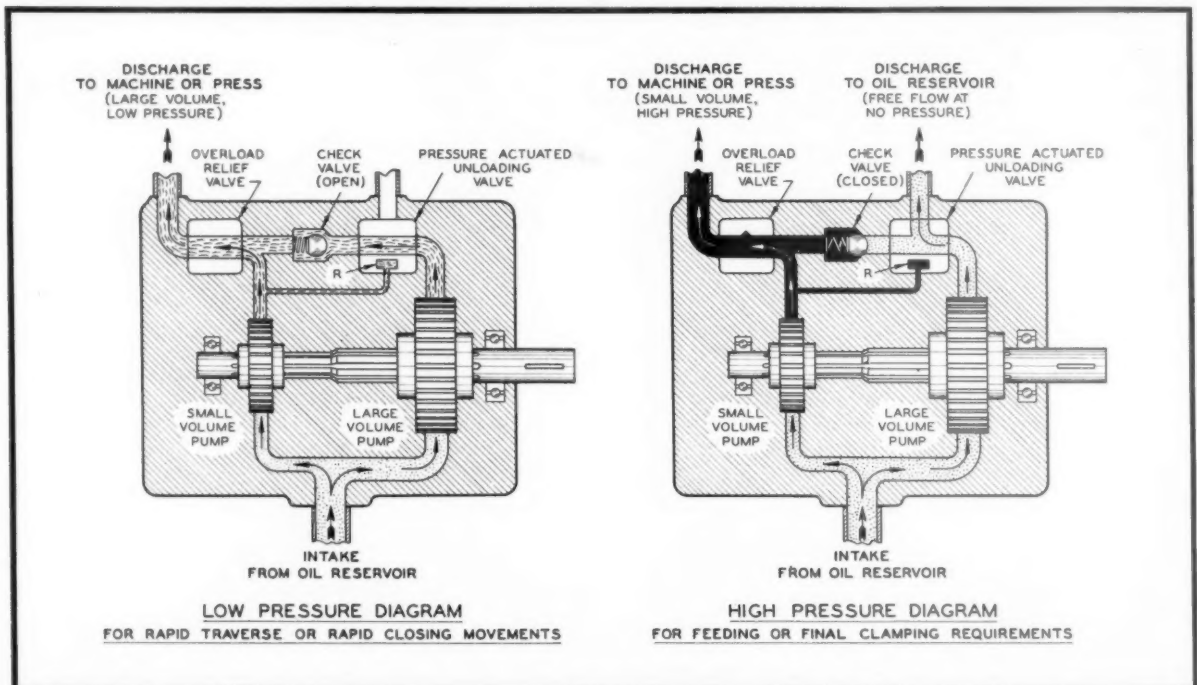 DISCHARGE
TO MACHINE OR PRESS
(LARGE VOLUME,
LOW PRESSURE)
OVERLOAD
RELIEF
VALVE
CHECK
VALVE
(OPEN)
PRESSURE ACTUATED
UNLOADING
VALVE
R
SMALL
VOLUME
PUMP
LARGE
VOLUME
PUMP
INTAKE
FROM OIL RESERVOIR
LOW PRESSURE DIAGRAM
FOR RAPID TRAVERSE OR RAPID CLOSING MOVEMENTS
DISCHARGE
TO MACHINE OR PRESS
(SMALL VOLUME,
HIGH PRESSURE)
DISCHARGE
TO OIL RESERVOIR
(FREE FLOW AT
NO PRESSURE)
OVERLOAD
RELIEF
VALVE
CHECK
VALVE
(CLOSED)
PRESSURE ACTUATED
UNLOADING
VALVE
R
SMALL
VOLUME
PUMP
LARGE
VOLUME
PUMP
INTAKE
FROM OIL RESERVOIR
HIGH PRESSURE DIAGRAM
FOR FEEDING OR FINAL CLAMPING REQUIREMENTS